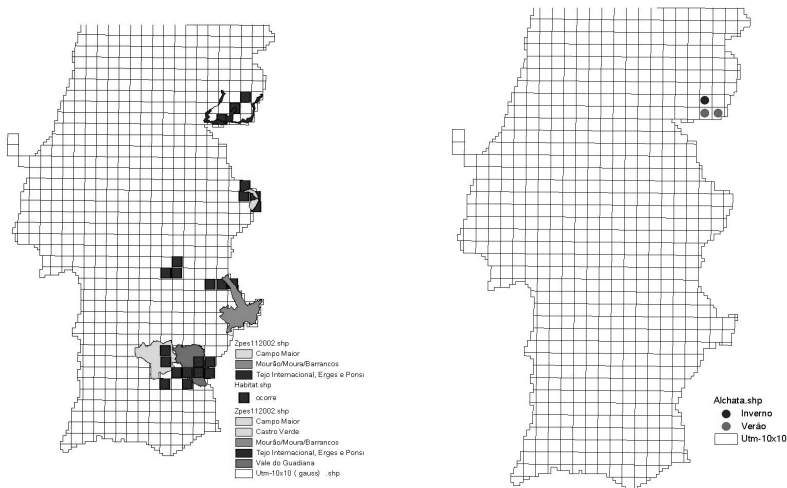 Zpes112002.shp
Campo Maior
Mourão/Moura/Barrancos
Tejo Internacional, Erges e Ponsı
Habitat.shp
ocorre
Zpes112002.shp
Campo Maior
Castro Verde
Mourão/Moura/Barrancos
Tejo Internacional, Erges e Ponsı
Vale do Guadiana
Utm-10x10 ( gauss) .shp
Alchata.shp
Inverno
Verão
Utm-10x10